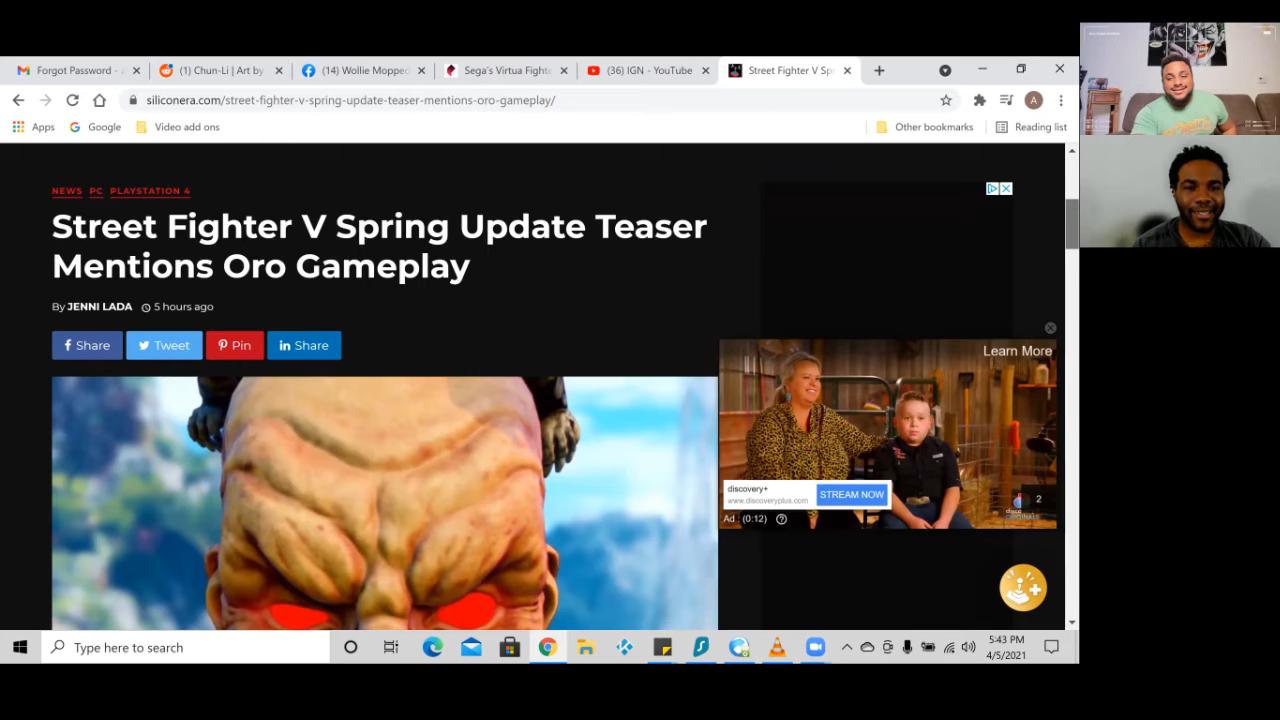 Forgot Password - A
(1) Chun-Li | Art by
(14) Wollie Mopped
Sega's Virtua Fighte
(36) IGN - YouTube
Street Fighter V Spr
siliconera.com/street-fighter-v-spring-update-teaser-mentions-oro-gameplay/
A
Apps
Google
Video add ons
Other bookmarks
Reading list
NEWS PC PLAYSTATION 4
Street Fighter V Spring Update Teaser
Mentions Oro Gameplay
By JENNI LADA 5 hours ago
Share
Tweet
Pin
in Share
Learn More
discovery+
www.discoveryplus.com
STREAM NOW
2
Ad : (0:12)
Type here to search
5:43 PM
4/5/2021